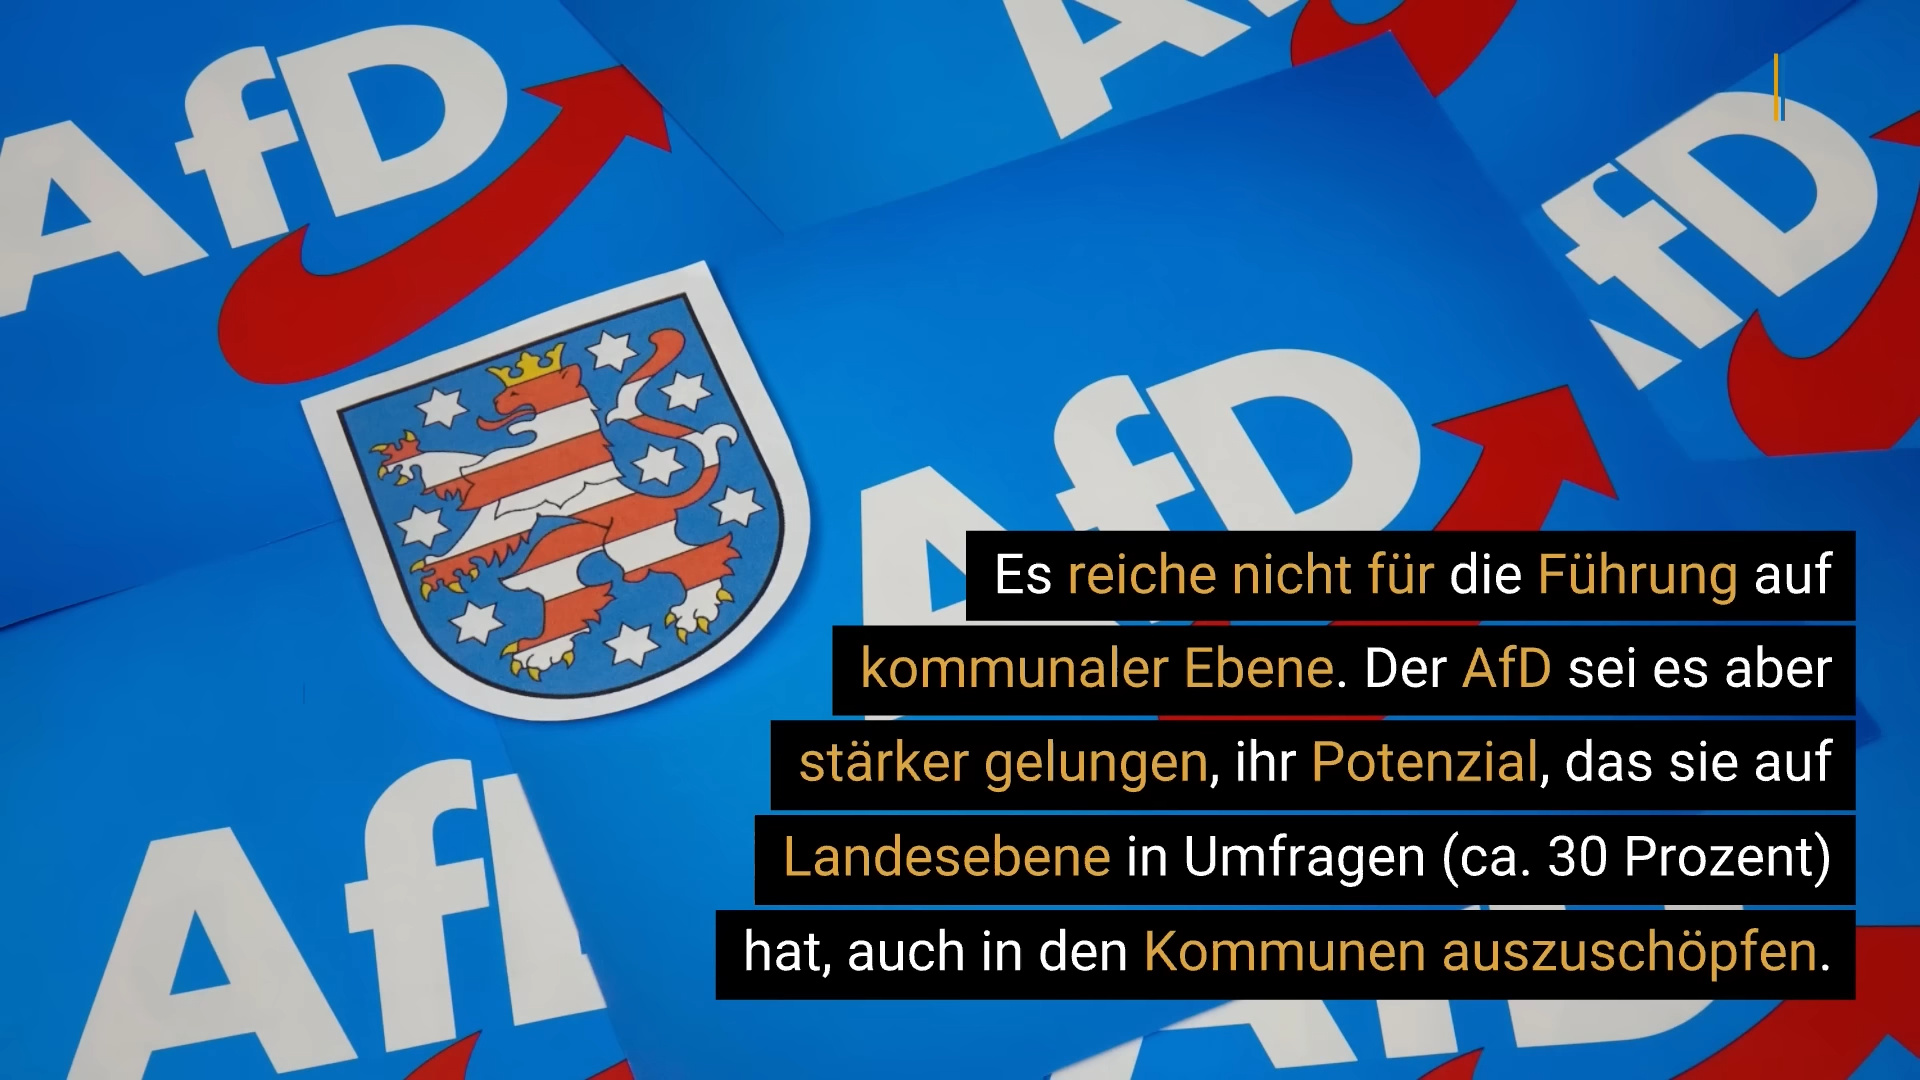 AfD
AfD
AfD
Es reiche nicht für die Führung auf
kommunaler Ebene. Der AfD sei es aber
stärker gelungen, ihr Potenzial, das sie auf
Landesebene in Umfragen (ca. 30 Prozent)
hat, auch in den Kommunen auszuschöpfen.